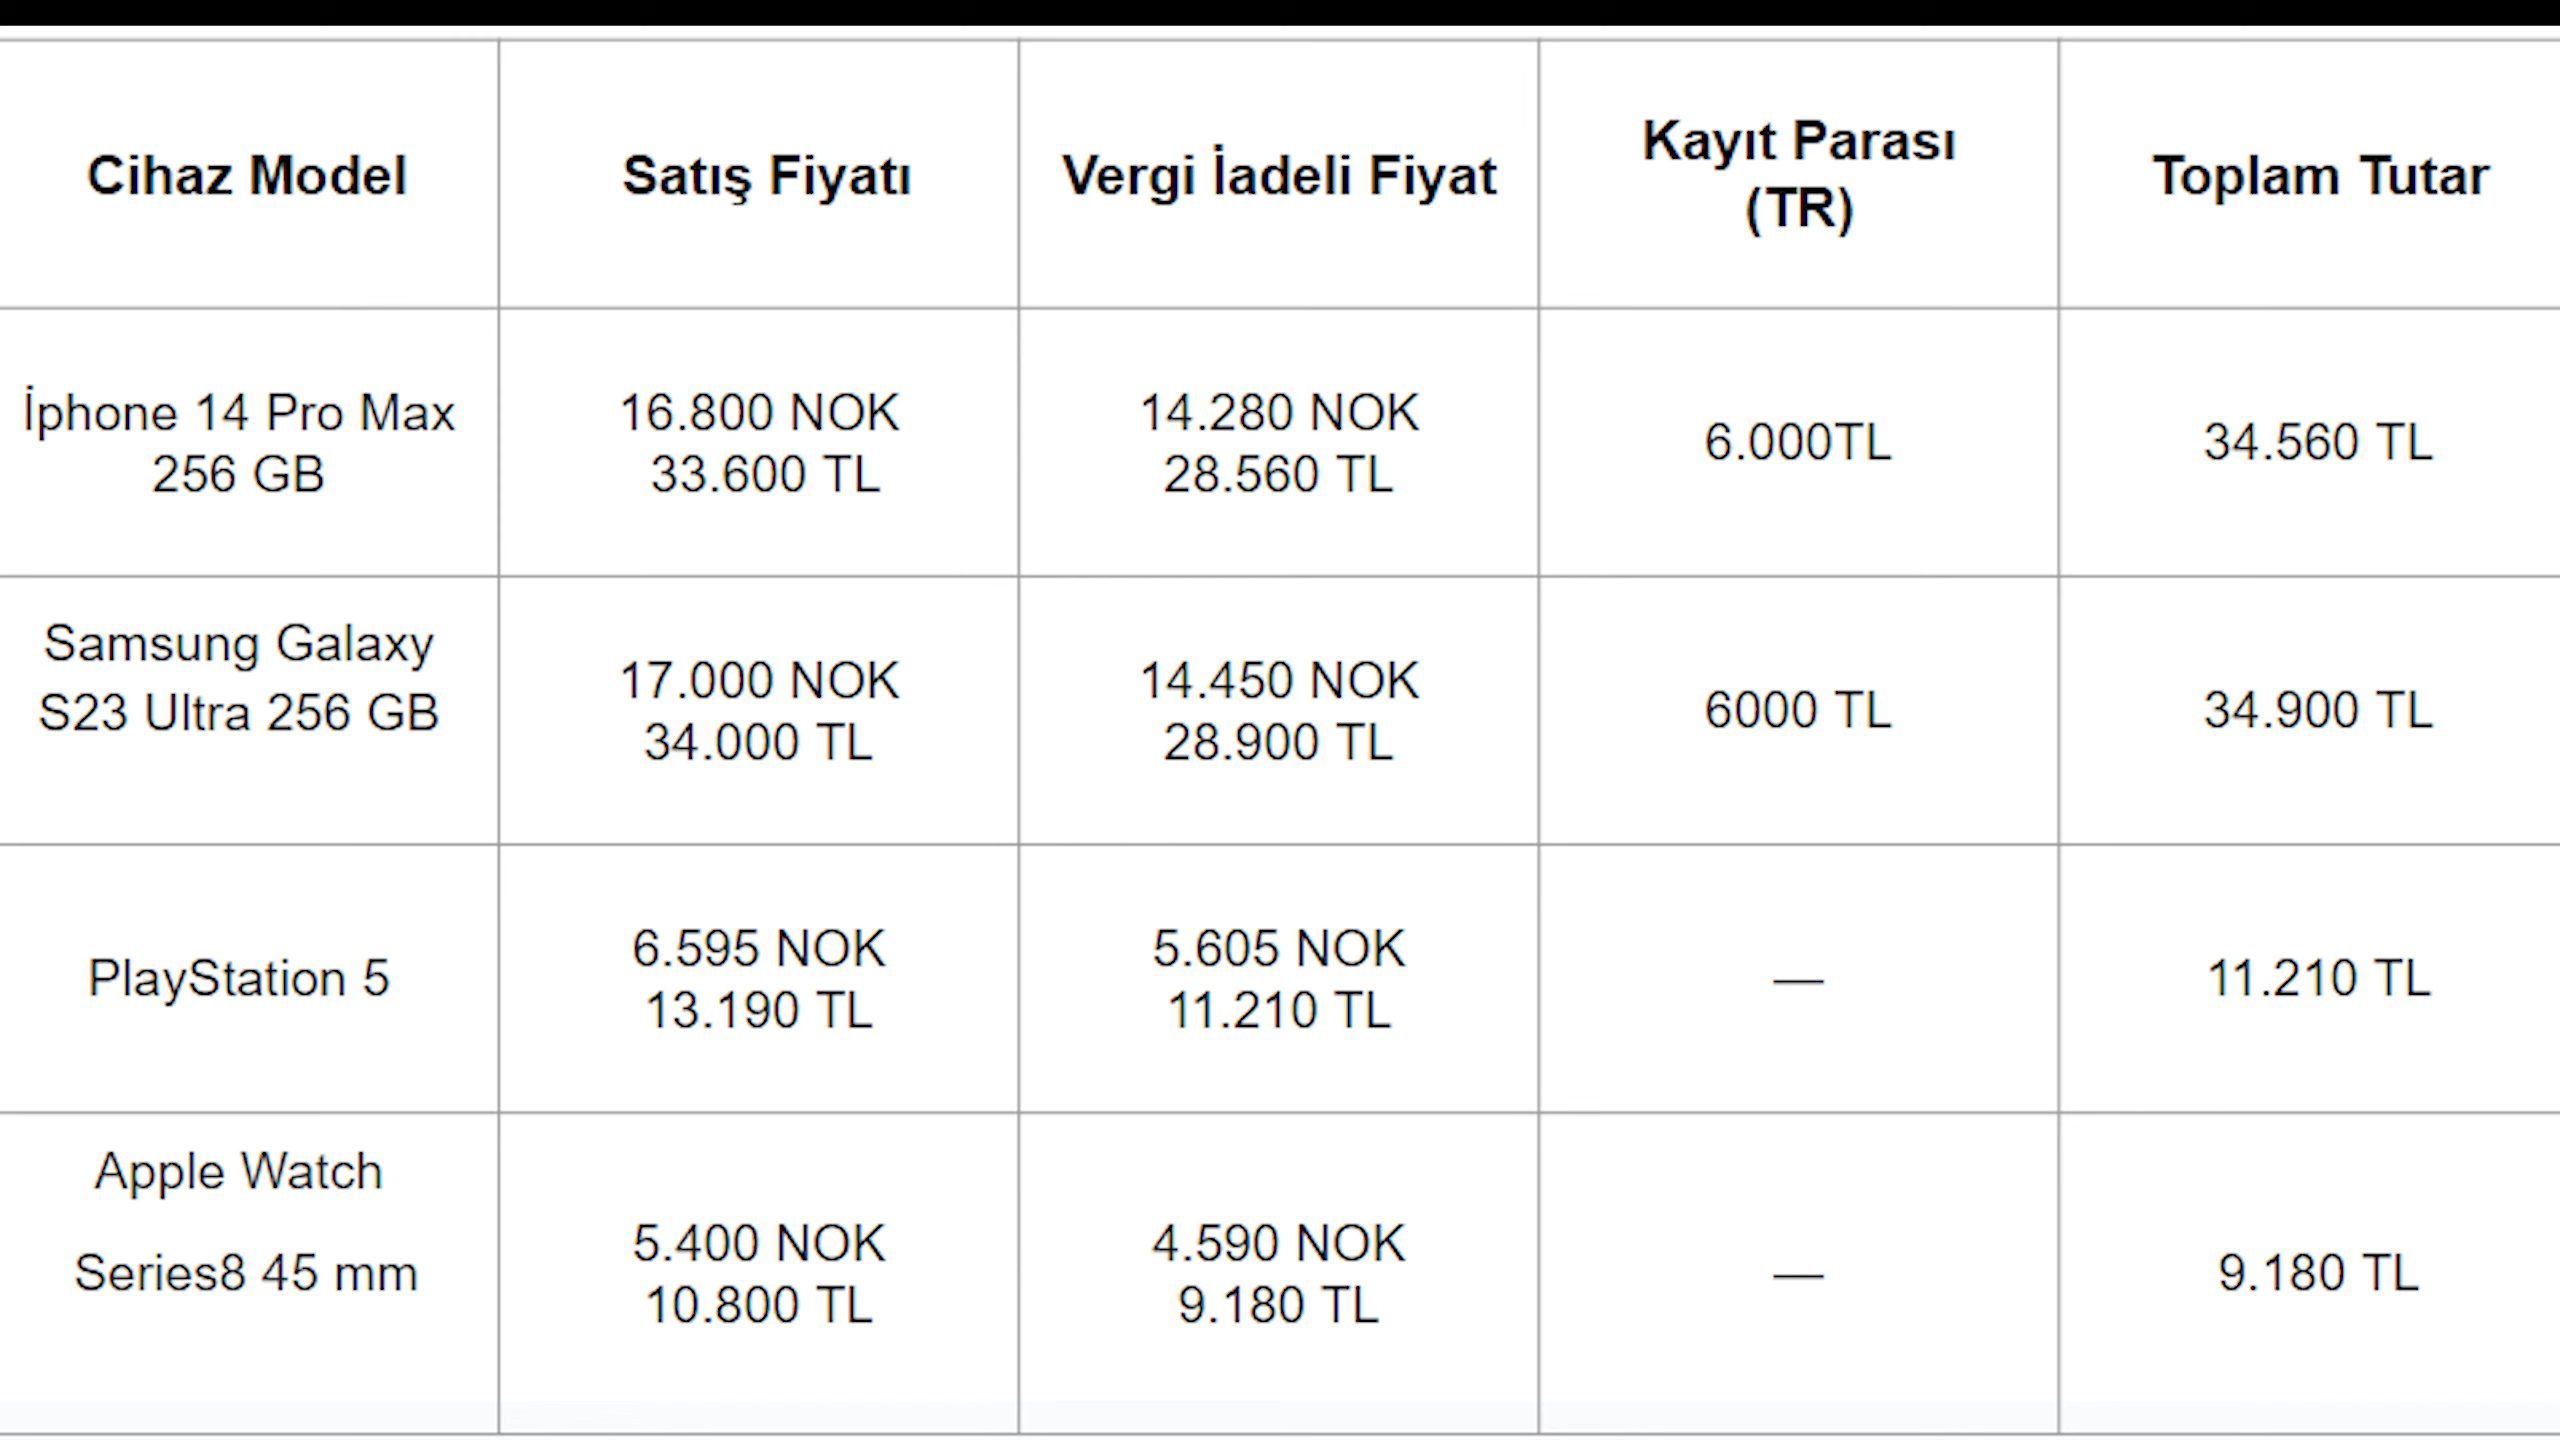 Cihaz Model
Satış Fiyatı
Vergi İadeli Fiyat
Kayıt Parası
(TR)
Toplam Tutar
İphone 14 Pro Max
256 GB
16.800 NOK
33.600 TL
14.280 NOK
28.560 TL
6.000TL
34.560 TL
Samsung Galaxy
S23 Ultra 256 GB
17.000 NOK
34.000 TL
14.450 NOK
28.900 TL
6000 TL
34.900 TL
PlayStation 5
6.595 NOK
13.190 TL
5.605 NOK
11.210 TL
—
11.210 TL
Apple Watch
Series8 45 mm
5.400 NOK
10.800 TL
4.590 NOK
9.180 TL
—
9.180 TL